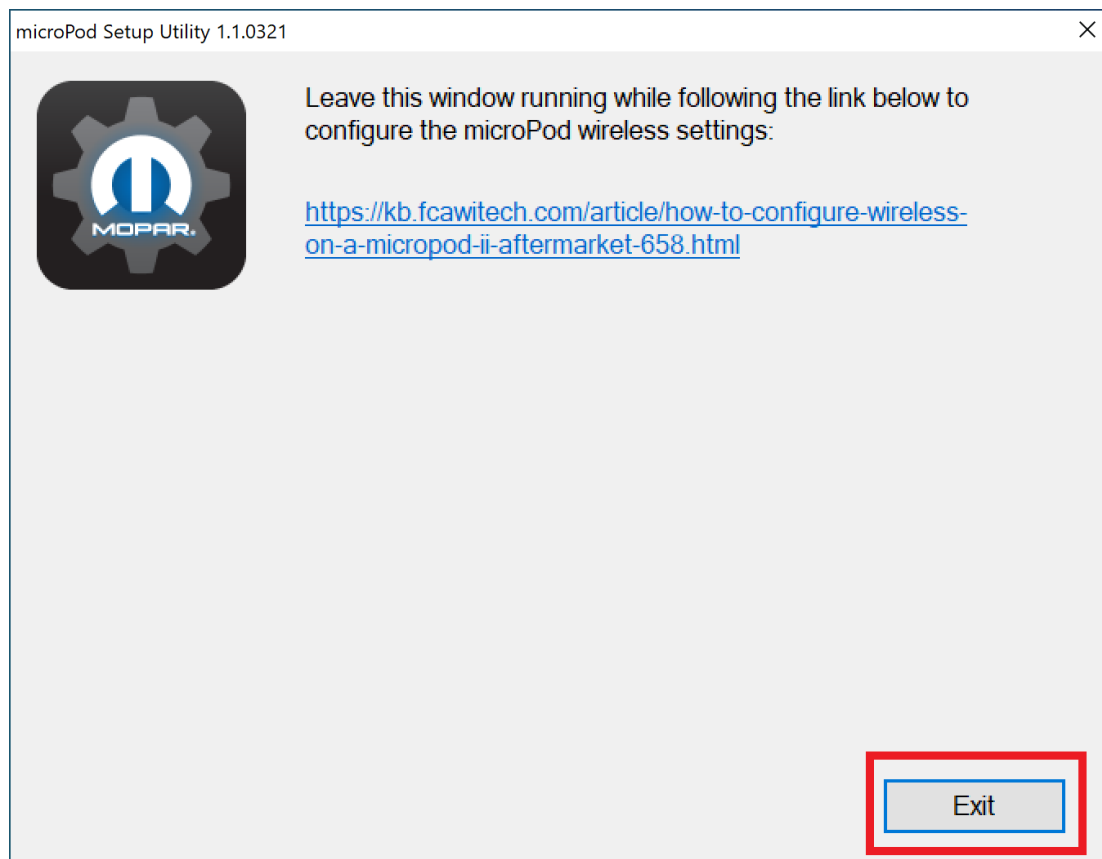 microPod Setup Utility 1.1.0321
Leave this window running while following the link below to
configure the microPod wireless settings:
https://kb.fcawitech.com/article/how-to-configure-wireless-
on-a-micropod-ii-aftermarket-658.html
MOPAR.
Exit